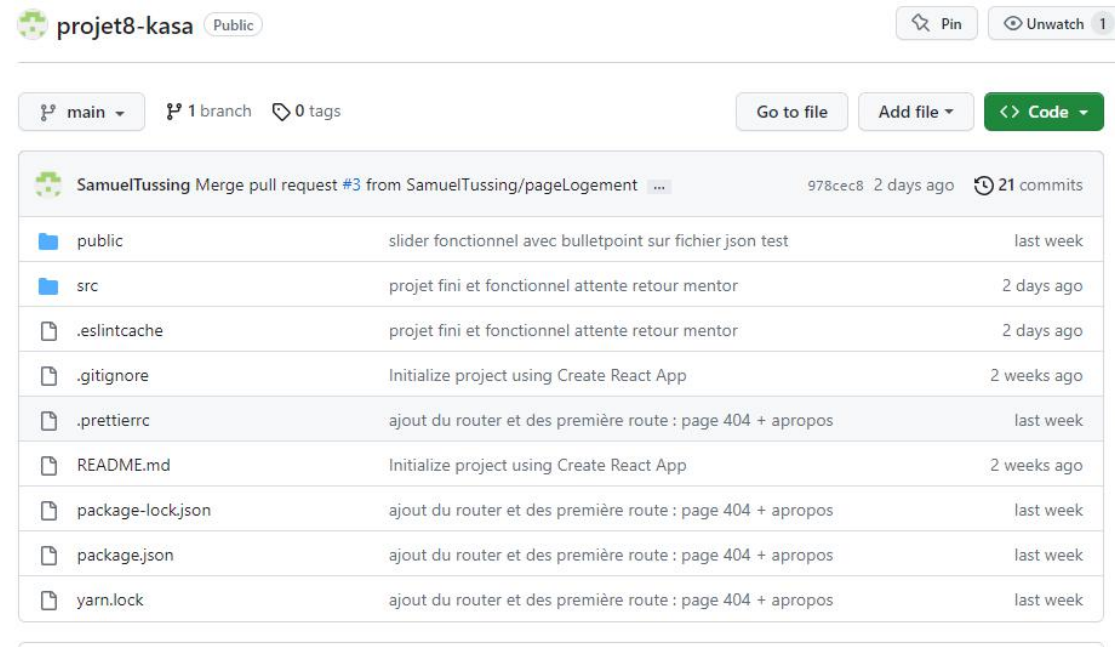 projet8-kasa Public Pin Unwatch 1
main 1 branch 0 tags Go to file Add file <> Code
SamuelTussing Merge pull request #3 from SamuelTussing/pageLogement ... 978cec8 2 days ago 21 commits
public slider fonctionnel avec bulletpoint sur fichier json test last week
src projet fini et fonctionnel attente retour mentor 2 days ago
.eslintcache projet fini et fonctionnel attente retour mentor 2 days ago
.gitignore Initialize project using Create React App 2 weeks ago
.prettierrc ajout du router et des première route : page 404 + apropos last week
README.md Initialize project using Create React App 2 weeks ago
package-lock.json ajout du router et des première route : page 404 + apropos last week
package.json ajout du router et des première route : page 404 + apropos last week
yarn.lock ajout du router et des première route : page 404 + apropos last week